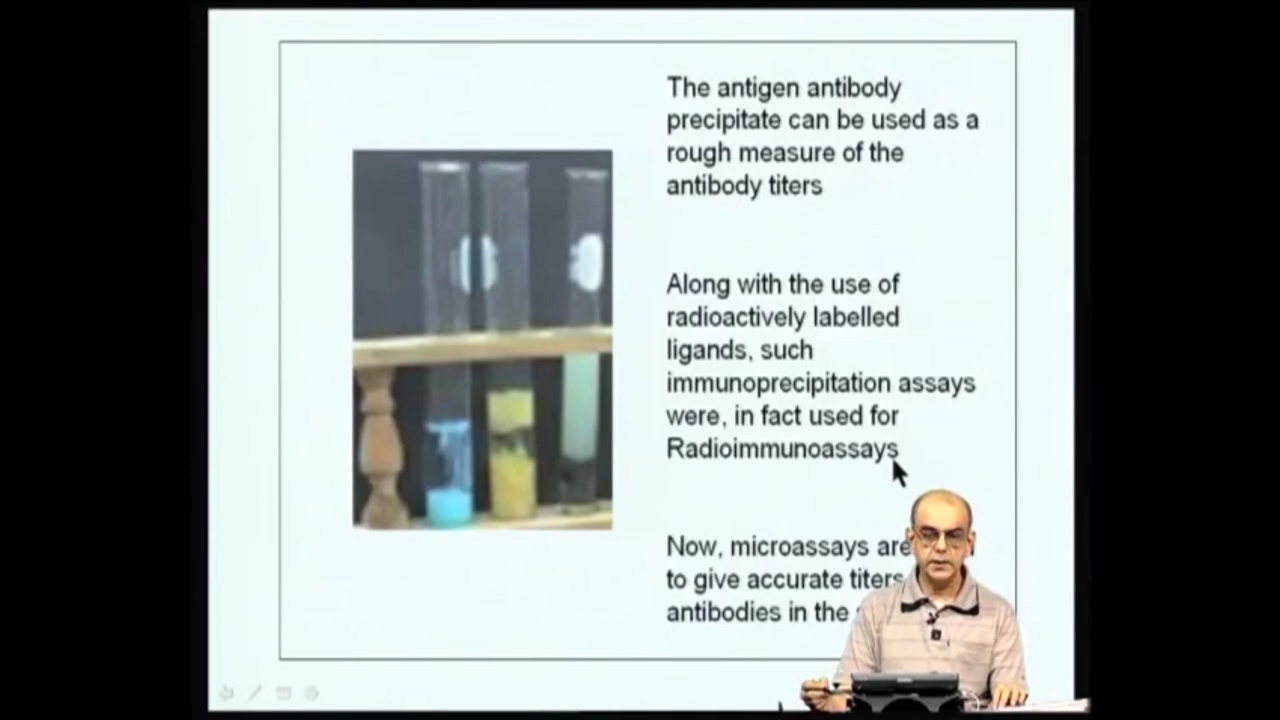 The antigen antibody
precipitate can be used as a
rough measure of the
antibody titers
Along with the use of
radioactively labelled
ligands, such
immunoprecipitation assays
were, in fact used for
Radioimmunoassays
Now, microassays are
to give accurate titers
antibodies in the